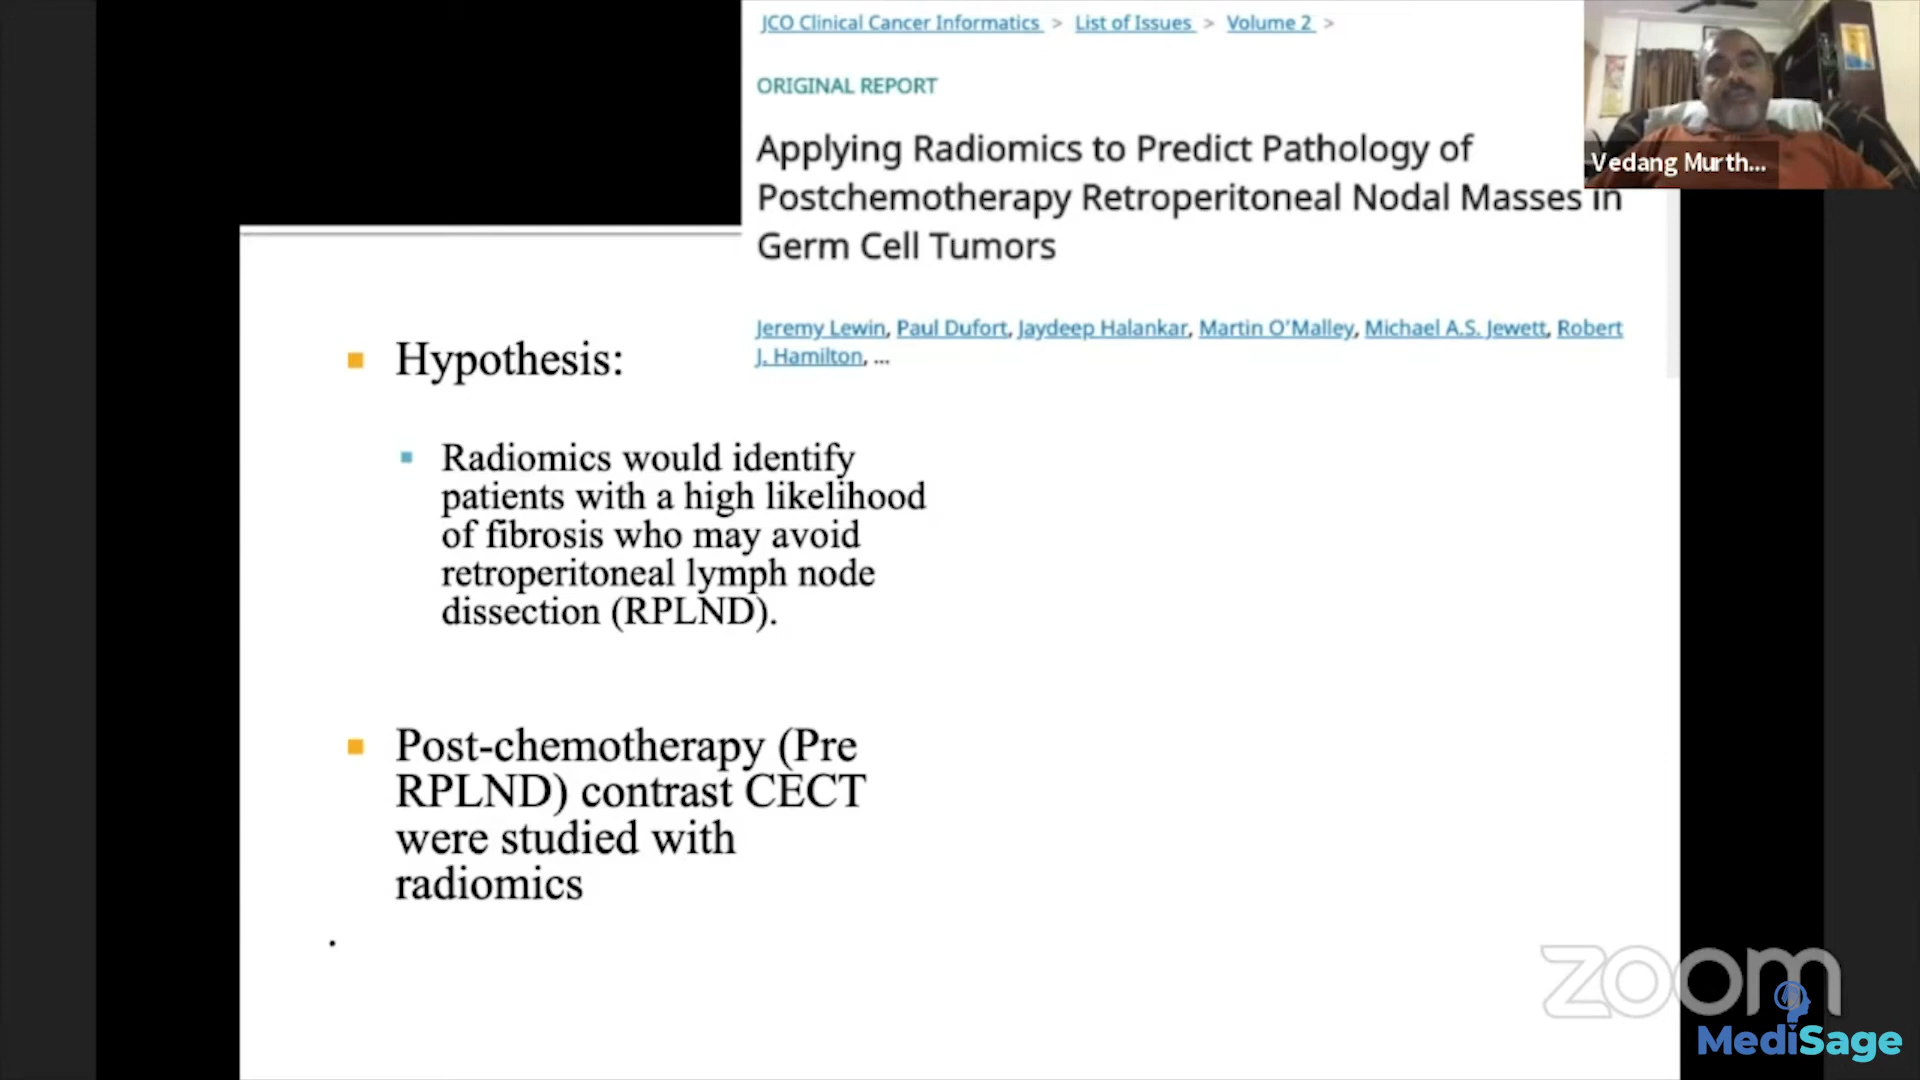 JCO Clinical Cancer Informatics > List of Issues > Volume 2 >
ORIGINAL REPORT
Applying Radiomics to Predict Pathology of
Postchemotherapy Retroperitoneal Nodal Masses in
Germ Cell Tumors
Jeremy Lewin, Paul Dufort, Jaydeep Halankar, Martin O'Malley, Michael A.S. Jewett, Robert
J. Hamilton, ...
Vedang Murth...
Hypothesis:
Radiomics would identify
patients with a high likelihood
of fibrosis who may avoid
retroperitoneal lymph node
dissection (RPLND).
Post-chemotherapy (Pre
RPLND) contrast CECT
were studied with
radiomics
.
zoom
MediSage